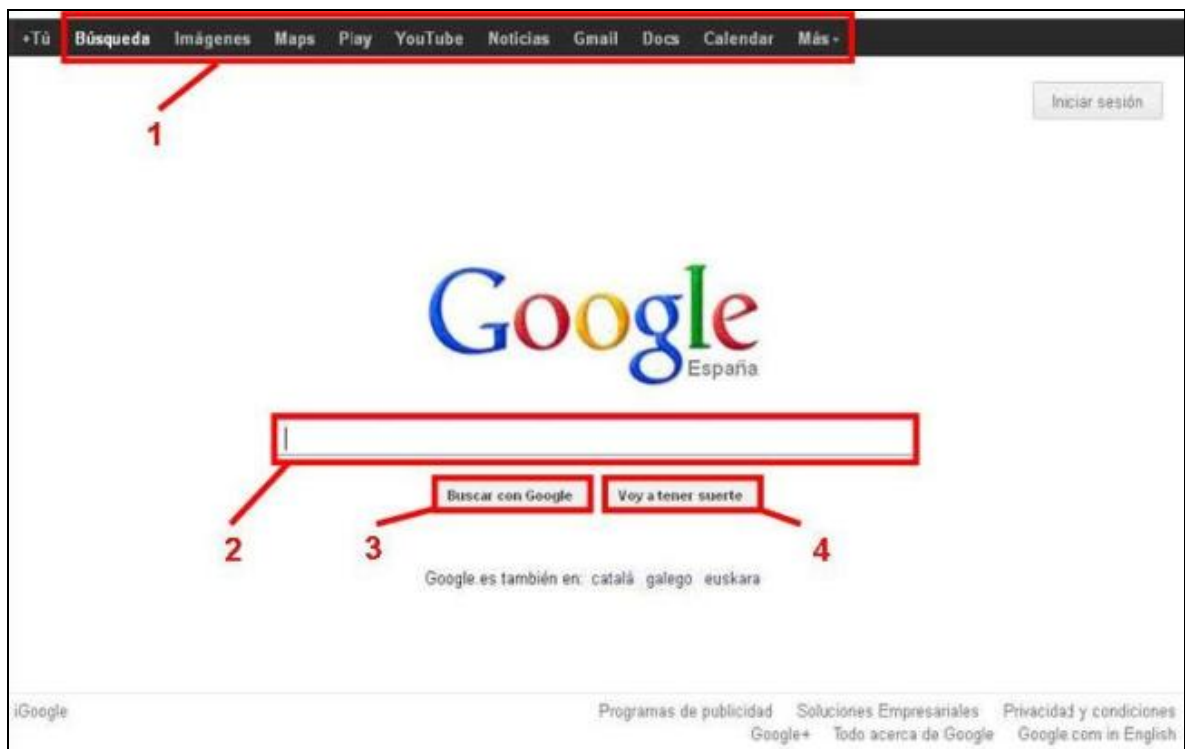 +Tú Búsqueda Imágenes Maps Play YouTube Noticias Gmail Docs Calendar Más
Iniciar sesión
1
Google
España
Buscar con Google Voy a tener suerte
2 3 4
Google.es también en: català galego euskara
iGoogle Programas de publicidad Soluciones Empresariales Privacidad y condiciones
Google+ Todo acerca de Google Google.com in English